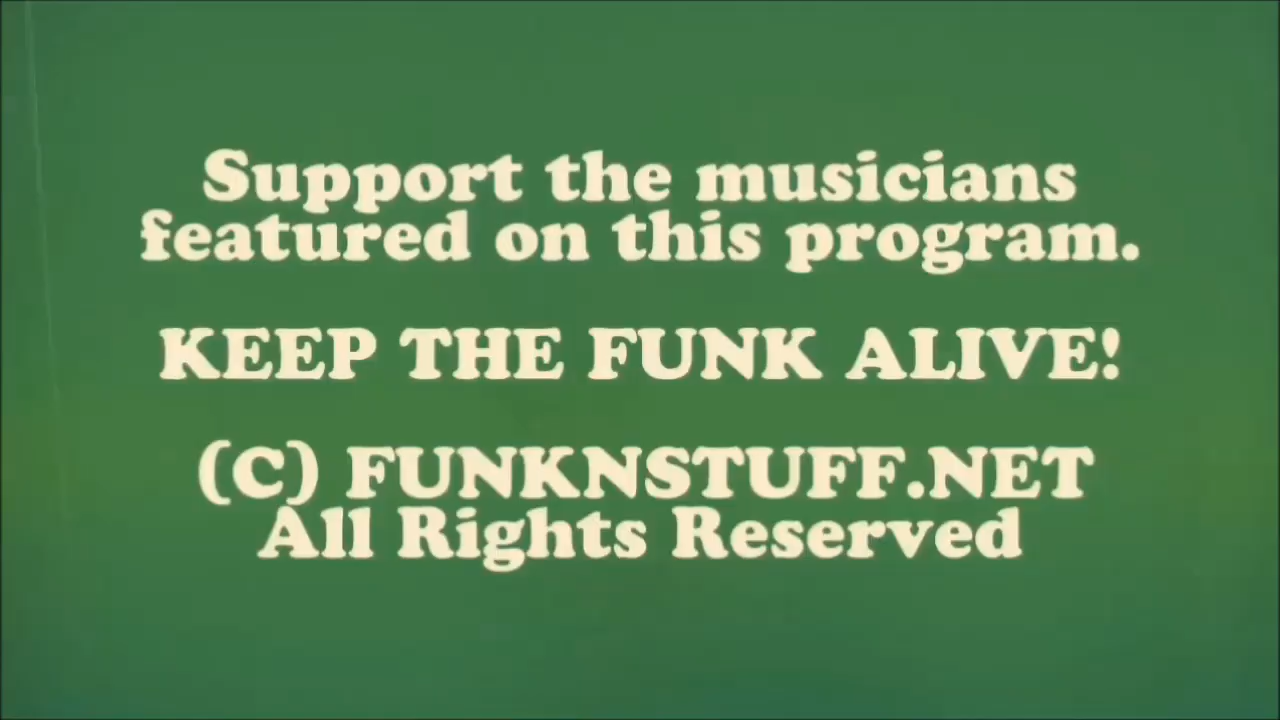 Support the musicians
featured on this program.
KEEP THE FUNK ALIVE!
(C) FUNKNSTUFF.NET
All Rights Reserved